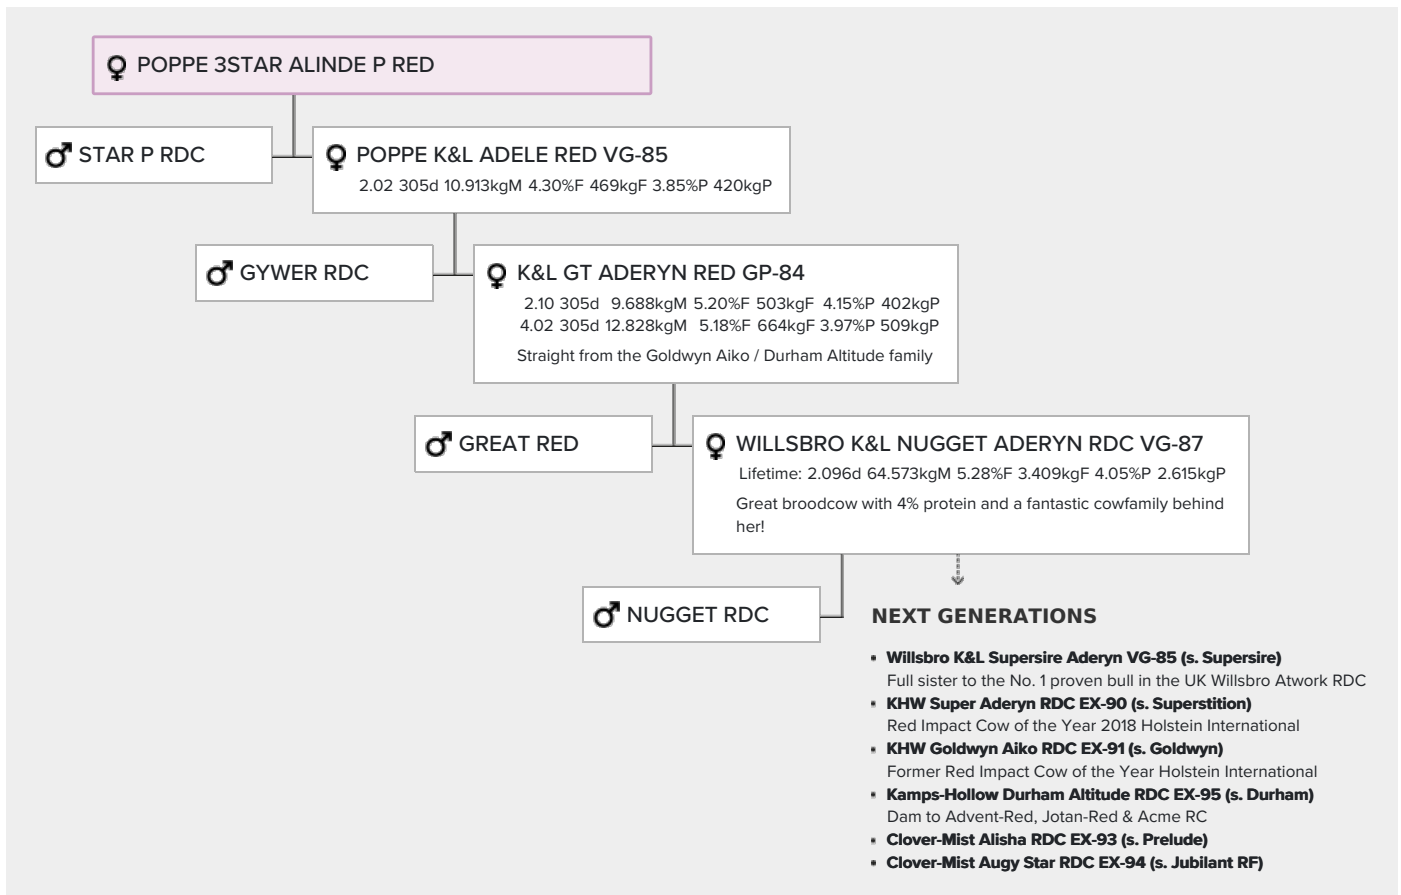 POPPE 3STAR ALINDE P RED
STAR P RDC
POPPE K&L ADELE RED VG-85
2.02 305d 10.913kgM 4.30%F 469kgF 3.85%P 420kgP
GYWER RDC
K&L GT ADERYN RED GP-84
2.10 305d 9.688kgM 5.20%F 503kgF 4.15%P 402kgP
4.02 305d 12.828kgM 5.18%F 664kgF 3.97%P 509kgP
Straight from the Goldwyn Aiko / Durham Altitude family
GREAT RED
WILLSBRO K&L NUGGET ADERYN RDC VG-87
Lifetime: 2.096d 64.573kgM 5.28%F 3.409kgF 4.05%P 2.615kgP
Great broodcow with 4% protein and a fantastic cowfamily behind
her!
NUGGET RDC
NEXT GENERATIONS
▪ Willsbro K&L Supersire Aderyn VG-85 (s. Supersire)
Full sister to the No. 1 proven bull in the UK Willsbro Atwork RDC
▪ KHW Super Aderyn RDC EX-90 (s. Superstition)
Red Impact Cow of the Year 2018 Holstein International
▪ KHW Goldwyn Aiko RDC EX-91 (s. Goldwyn)
Former Red Impact Cow of the Year Holstein International
▪ Kamps-Hollow Durham Altitude RDC EX-95 (s. Durham)
Dam to Advent-Red, Jotan-Red & Acme RC
▪ Clover-Mist Alisha RDC EX-93 (s. Prelude)
▪ Clover-Mist Augy Star RDC EX-94 (s. Jubilant RF)